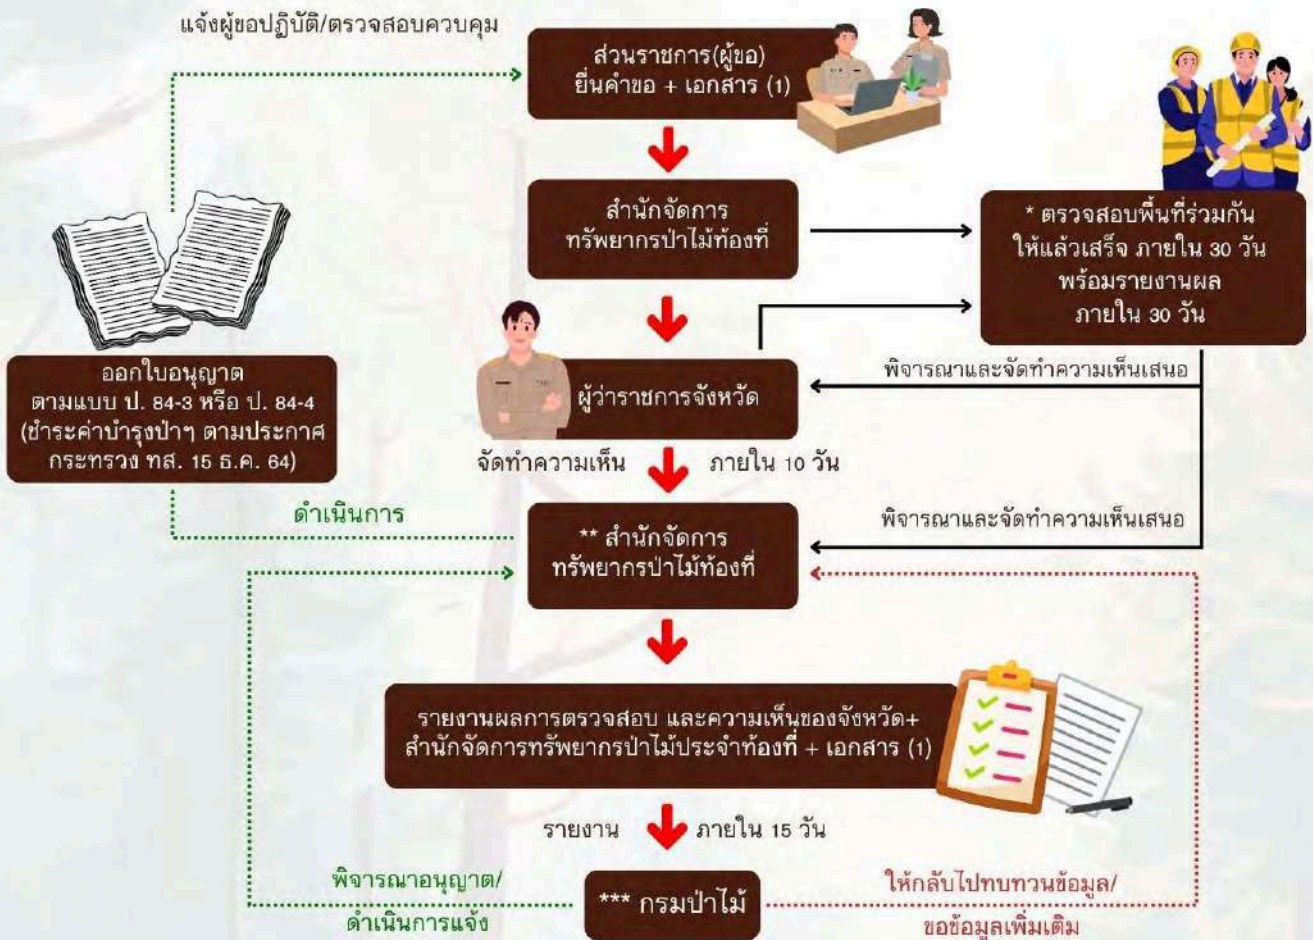 แจ้งผู้ขอปฏิบัติ/ตรวจสอบควบคุม
ส่วนราชการ(ผู้ขอ)
ยื่นคำขอ + เอกสาร (1)
สำนักจัดการ
ทรัพยากรป่าไม้ท้องที่
* ตรวจสอบพื้นที่ร่วมกัน
ให้แล้วเสร็จ ภายใน 30 วัน
พร้อมรายงานผล
ภายใน 30 วัน
ออกใบอนุญาต
ตามแบบ ป. 84-3 หรือ ป. 84-4
(ชำระค่าบำรุงป่าๆ ตามประกาศ
กระทรวง ทส. 15 ธ.ค. 64)
ผู้ว่าราชการจังหวัด
พิจารณาและจัดทำความเห็นเสนอ
จัดทำความเห็น ภายใน 10 วัน
ดำเนินการ
** สำนักจัดการ
ทรัพยากรป่าไม้ท้องที่
พิจารณาและจัดทำความเห็นเสนอ
รายงานผลการตรวจสอบ และความเห็นของจังหวัด+
สำนักจัดการทรัพยากรป่าไม้ประจำท้องที่ + เอกสาร (1)
รายงาน ภายใน 15 วัน
พิจารณาอนุญาต/
ดำเนินการแจ้ง
*** กรมป่าไม้
ให้กลับไปทบทวนข้อมูล/
ขอข้อมูลเพิ่มเติม